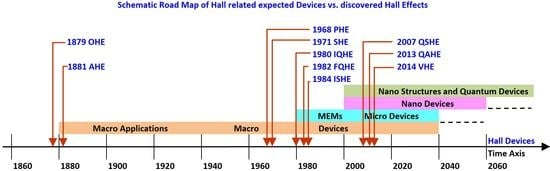 Schematic Road Map of Hall related expected Devices vs. discovered Hall Effects
1879 OHE
1881 AHE
1968 PHE
1971 SHE
1980 IQHE
1982 FQHE
1984 ISHE
2007 QSHE
2013 QAHE
2014 VHE
Nano Structures and Quantum Devices
Nano Devices
MEMs Micro Devices
Macro Applications Macro Devices
Hall Devices
Time Axis
1860 1880 1900 1920 1940 1960 1980 2000 2020 2040 2060